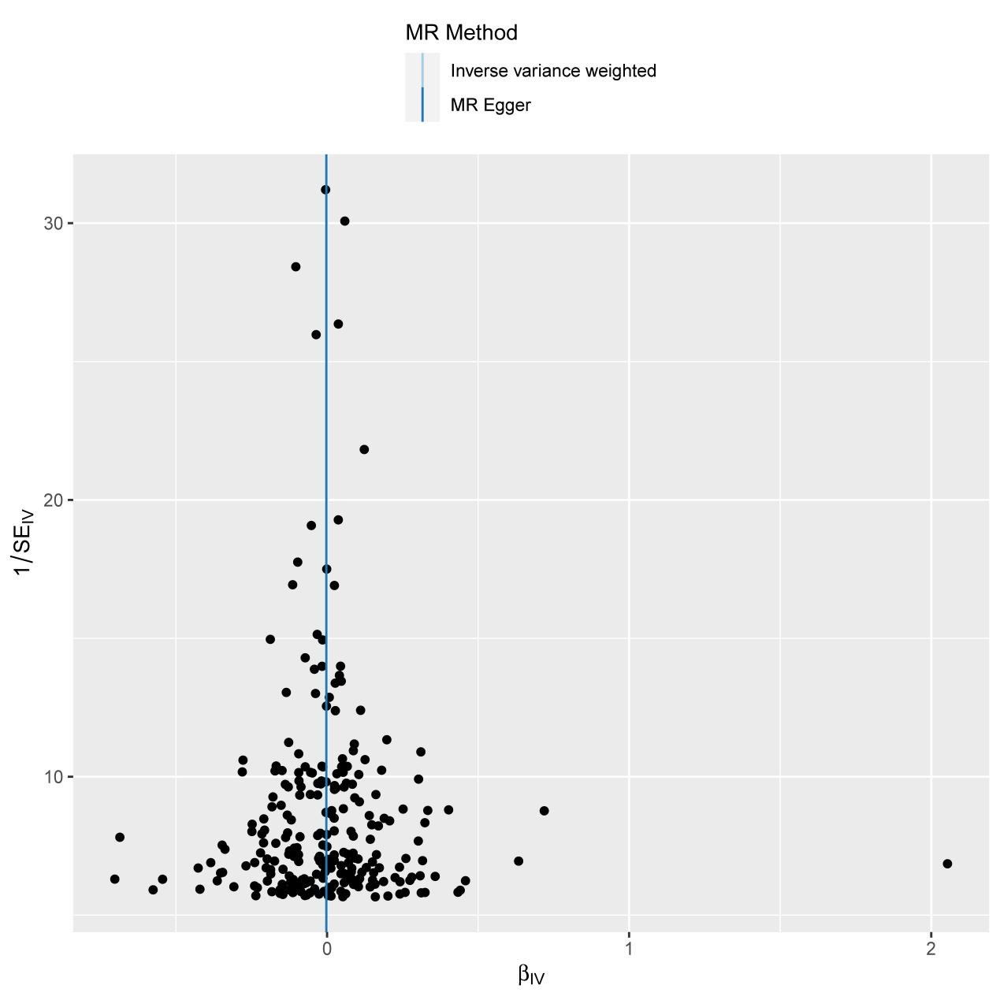 MR Method
Inverse variance weighted
MR Egger
30
20
10
1/SE_IV
0
1
2
β_IV